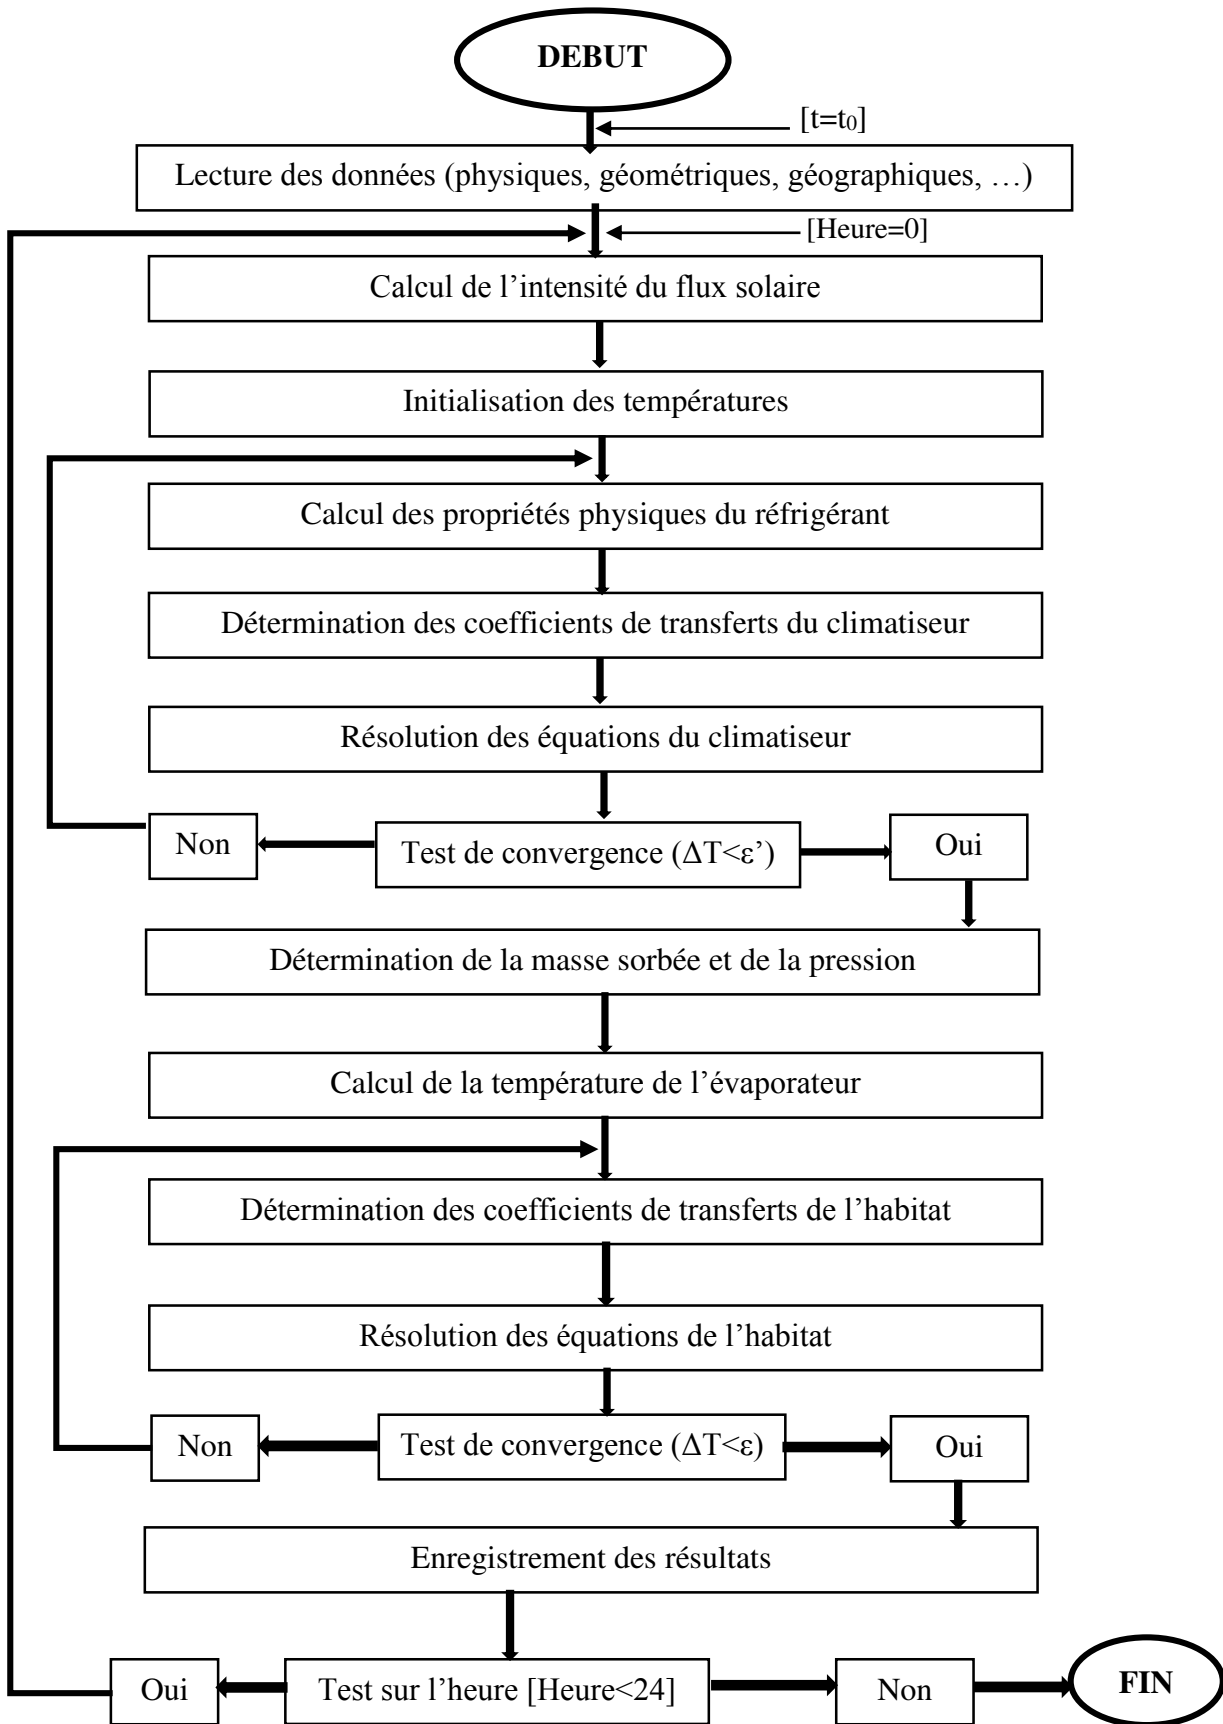 DEBUT
[t=t0]
Lecture des données (physiques, géométriques, géographiques, …)
[Heure=0]
Calcul de l’intensité du flux solaire
Initialisation des températures
Calcul des propriétés physiques du réfrigérant
Détermination des coefficients de transferts du climatiseur
Résolution des équations du climatiseur
Non
Test de convergence (ΔT<ε’)
Oui
Détermination de la masse sorbée et de la pression
Calcul de la température de l’évaporateur
Détermination des coefficients de transferts de l’habitat
Résolution des équations de l’habitat
Non
Test de convergence (ΔT<ε)
Oui
Enregistrement des résultats
Oui
Test sur l’heure [Heure<24]
Non
FIN